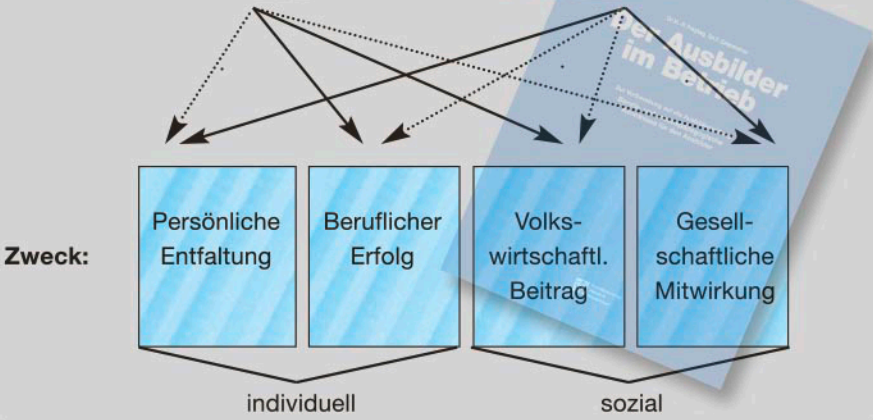 Der Ausbilder
im Betrieb
Zweck:
Persönliche
Entfaltung
Beruflicher
Erfolg
Volks-
wirtschaftl.
Beitrag
Gesell-
schaftliche
Mitwirkung
individuell
sozial